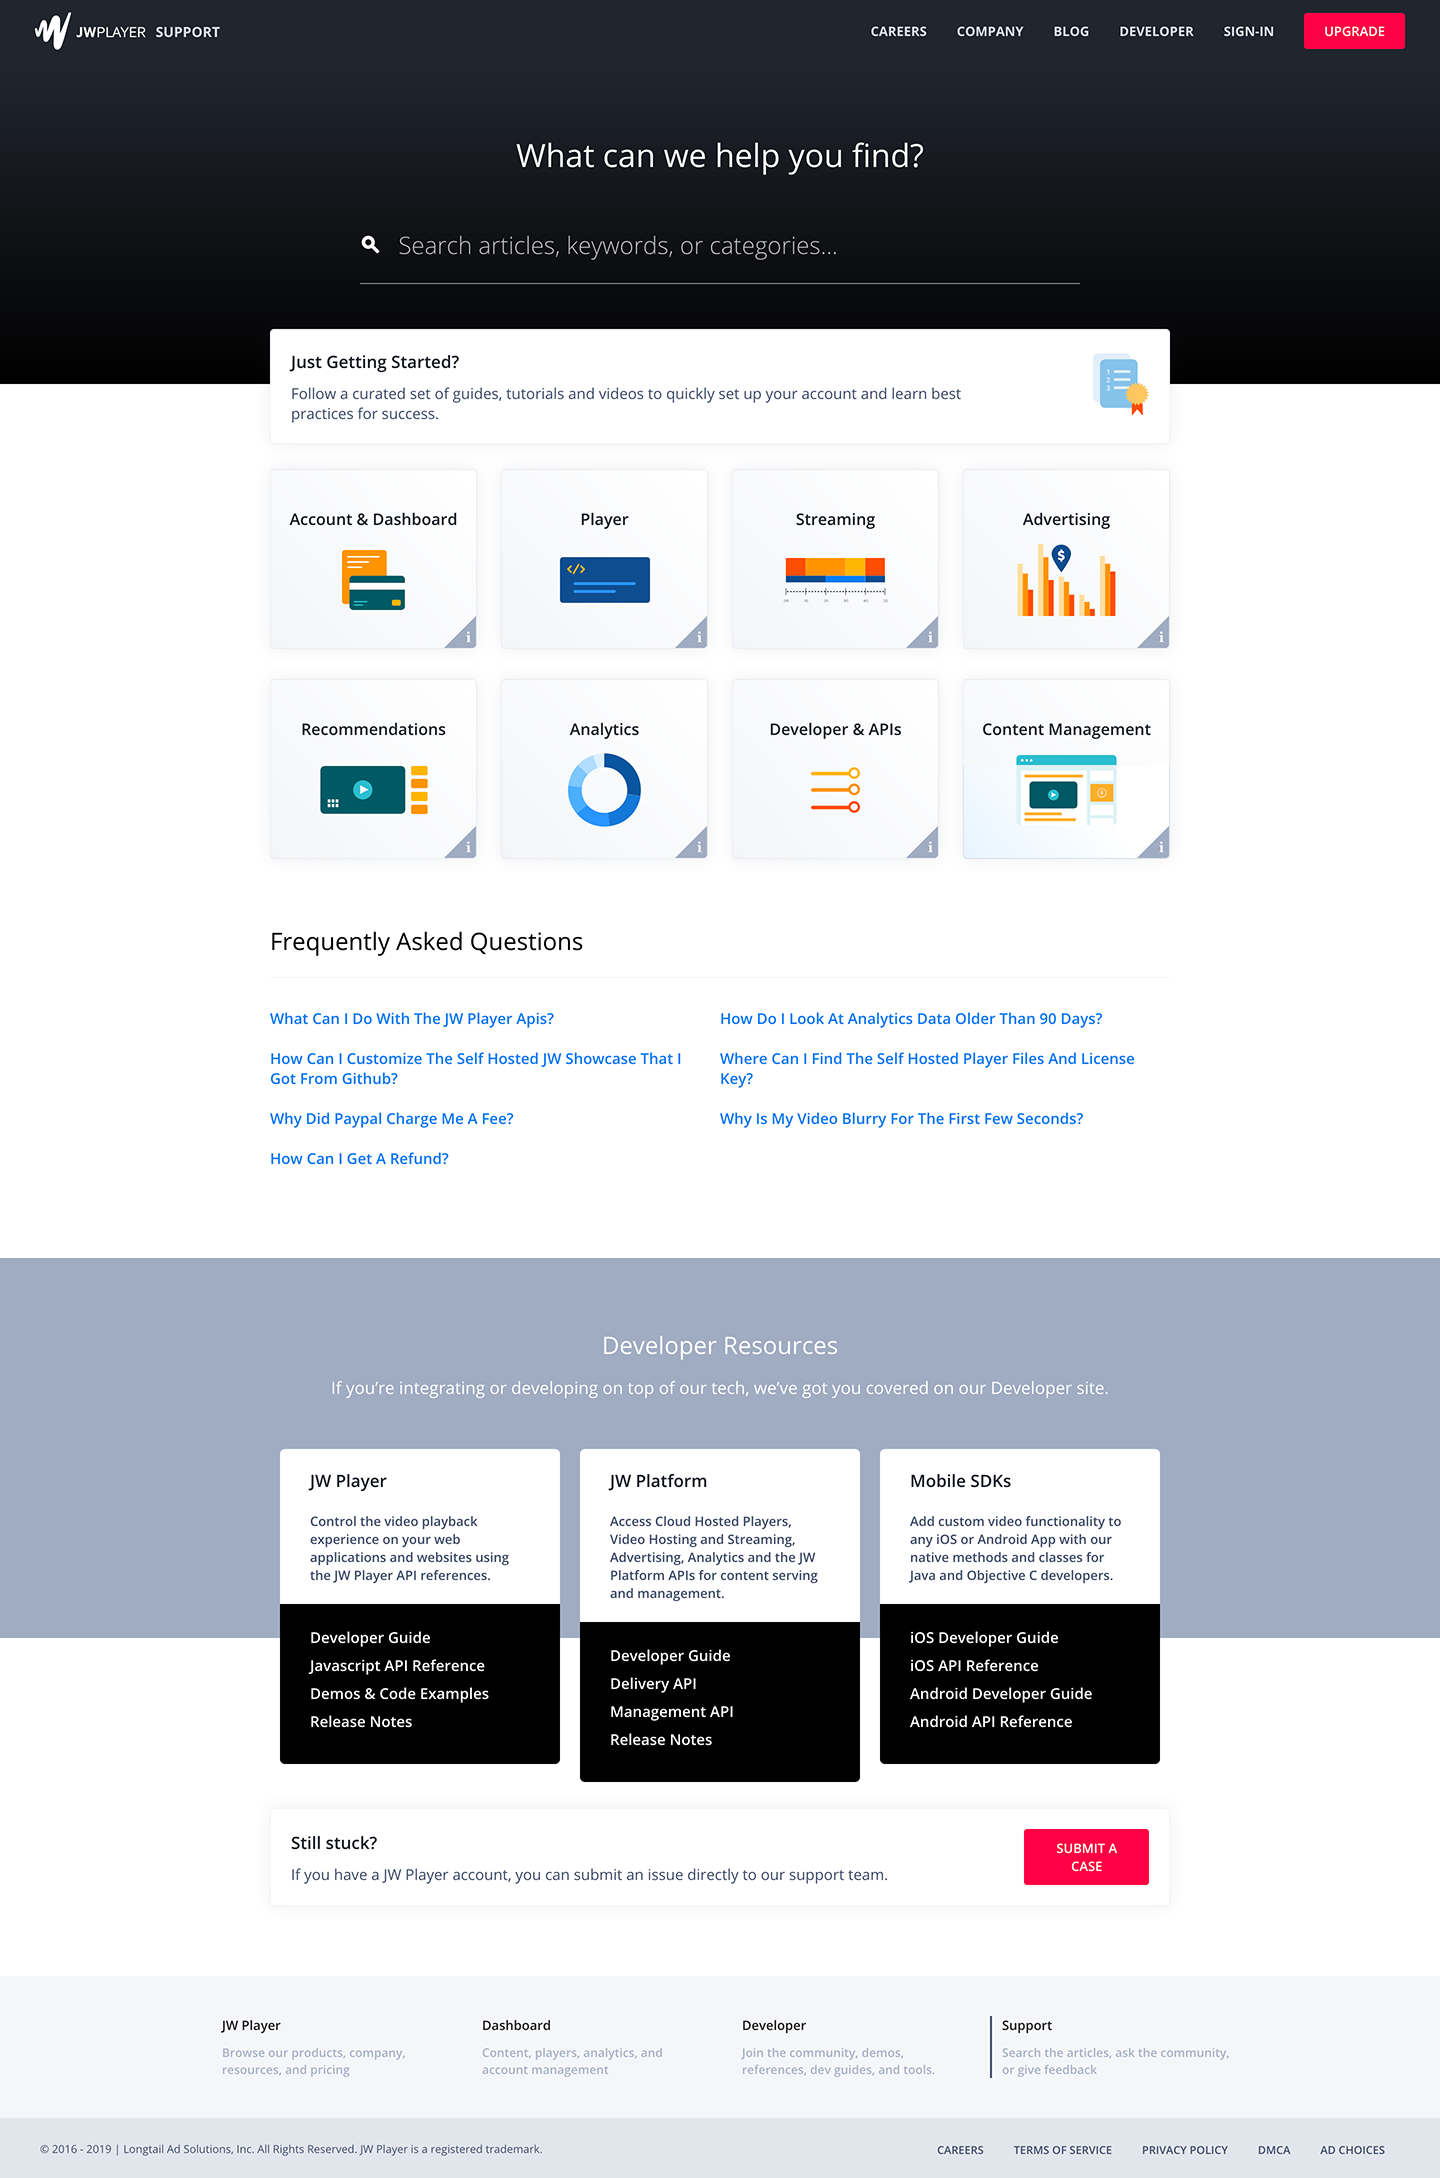 JWPLAYER SUPPORT
CAREERS COMPANY BLOG DEVELOPER SIGN-IN UPGRADE
What can we help you find?
Search articles, keywords, or categories...
Just Getting Started?
Follow a curated set of guides, tutorials and videos to quickly set up your account and learn best
practices for success.
1
2
3
Account & Dashboard
i
Player
</>
i
Streaming
i
Advertising
$
i
Recommendations
i
Analytics
i
Developer & APIs
i
Content Management
i
Frequently Asked Questions
What Can I Do With The JW Player Apis?
How Can I Customize The Self Hosted JW Showcase That I
Got From Github?
Why Did Paypal Charge Me A Fee?
How Can I Get A Refund?
How Do I Look At Analytics Data Older Than 90 Days?
Where Can I Find The Self Hosted Player Files And License
Key?
Why Is My Video Blurry For The First Few Seconds?
Developer Resources
If you’re integrating or developing on top of our tech, we’ve got you covered on our Developer site.
JW Player
Control the video playback
experience on your web
applications and websites using
the JW Player API references.
Developer Guide
Javascript API Reference
Demos & Code Examples
Release Notes
JW Platform
Access Cloud Hosted Players,
Video Hosting and Streaming,
Advertising, Analytics and the JW
Platform APIs for content serving
and management.
Developer Guide
Delivery API
Management API
Release Notes
Mobile SDKs
Add custom video functionality to
any iOS or Android App with our
native methods and classes for
Java and Objective C developers.
iOS Developer Guide
iOS API Reference
Android Developer Guide
Android API Reference
Still stuck?
If you have a JW Player account, you can submit an issue directly to our support team.
SUBMIT A
CASE
JW Player
Browse our products, company,
resources, and pricing
Dashboard
Content, players, analytics, and
account management
Developer
Join the community, demos,
references, dev guides, and tools.
Support
Search the articles, ask the community,
or give feedback
© 2016 - 2019 | Longtail Ad Solutions, Inc. All Rights Reserved. JW Player is a registered trademark.
CAREERS TERMS OF SERVICE PRIVACY POLICY DMCA AD CHOICES